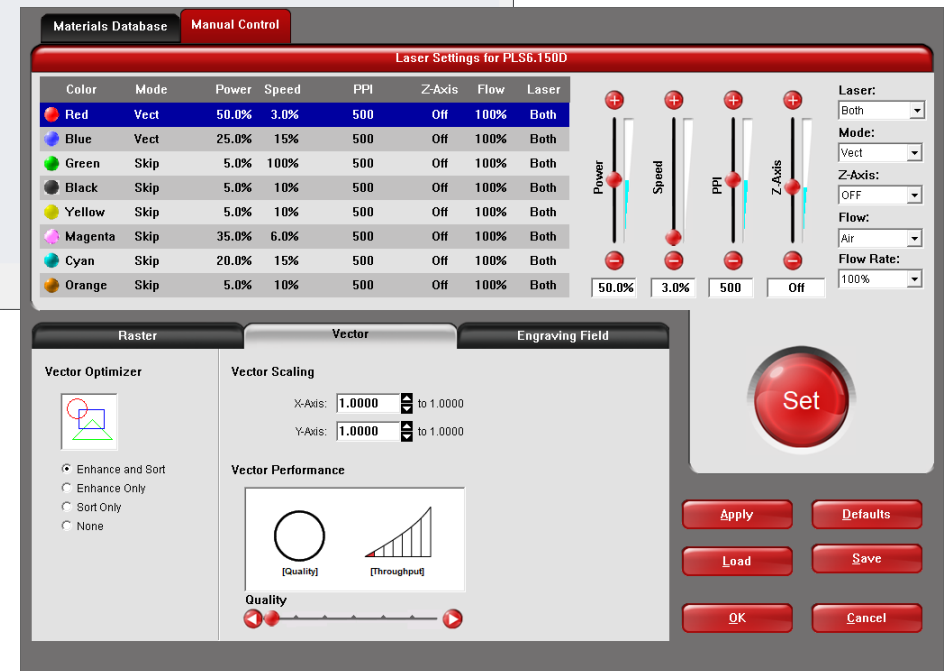 Materials Database Manual Control
Laser Settings for PLS6.150D
Color Mode Power Speed PPI Z-Axis Flow Laser
Red Vect 50.0% 3.0% 500 Off 100% Both
Blue Vect 25.0% 15% 500 Off 100% Both
Green Skip 5.0% 100% 500 Off 100% Both
Black Skip 5.0% 10% 500 Off 100% Both
Yellow Skip 5.0% 10% 500 Off 100% Both
Magenta Skip 35.0% 6.0% 500 Off 100% Both
Cyan Skip 20.0% 15% 500 Off 100% Both
Orange Skip 5.0% 10% 500 Off 100% Both
Power Speed PPI Z-Axis
50.0% 3.0% 500 Off
Laser:
Both
Mode:
Vect
Z-Axis:
OFF
Flow:
Air
Flow Rate:
100%
Raster Vector Engraving Field
Vector Optimizer
Enhance and Sort
Enhance Only
Sort Only
None
Vector Scaling
X-Axis: 1.0000 to 1.0000
Y-Axis: 1.0000 to 1.0000
Vector Performance
[Quality] [Throughput]
Quality
Set
Apply Defaults
Load Save
OK Cancel